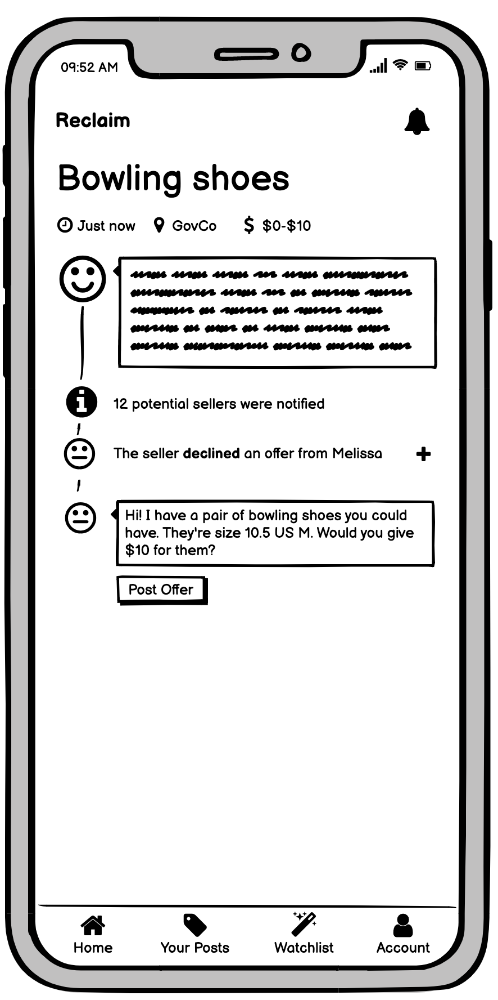 09:52 AM
Reclaim
Bowling shoes
Just now GovCo $ $0-$10
12 potential sellers were notified
The seller declined an offer from Melissa
Hi! I have a pair of bowling shoes you could
have. They're size 10.5 US M. Would you give
$10 for them?
Post Offer
Home Your Posts Watchlist Account